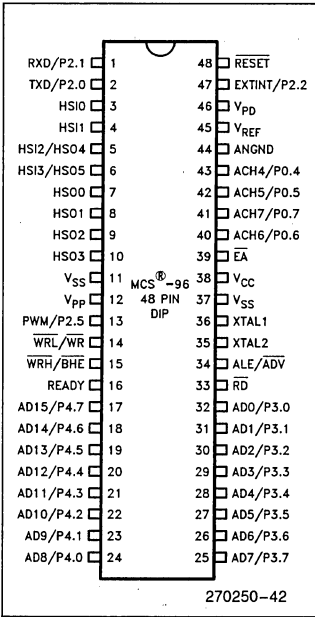 RXD/P2.1 1 48 RESET
TXD/P2.0 2 47 EXTINT/P2.2
HSI0 3 46 VPD
HSI1 4 45 VREF
HSI2/HSO4 5 44 ANGND
HSI3/HSO5 6 43 ACH4/P0.4
HSO0 7 42 ACH5/P0.5
HSO1 8 41 ACH7/P0.7
HSO2 9 40 ACH6/P0.6
HSO3 10 39 EA
VSS 11 38 VCC
VPP 12 37 VSS
MCS®-96
48 PIN
DIP
PWM/P2.5 13 36 XTAL1
WRL/WR 14 35 XTAL2
WRH/BHE 15 34 ALE/ADV
READY 16 33 RD
AD15/P4.7 17 32 AD0/P3.0
AD14/P4.6 18 31 AD1/P3.1
AD13/P4.5 19 30 AD2/P3.2
AD12/P4.4 20 29 AD3/P3.3
AD11/P4.3 21 28 AD4/P3.4
AD10/P4.2 22 27 AD5/P3.5
AD9/P4.1 23 26 AD6/P3.6
AD8/P4.0 24 25 AD7/P3.7
270250-42